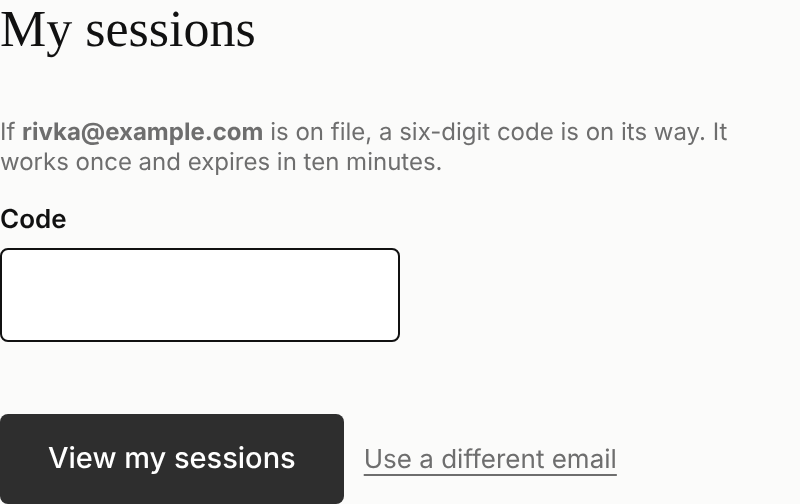 My sessions
If rivka@example.com is on file, a six-digit code is on its way. It
works once and expires in ten minutes.
Code
View my sessions
Use a different email